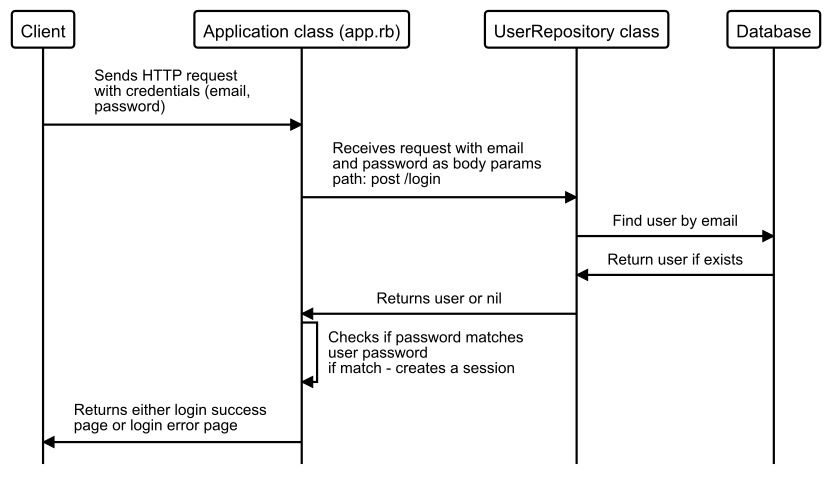 Client
Application class (app.rb)
UserRepository class
Database
Sends HTTP request
with credentials (email,
password)
Receives request with email
and password as body params
path: post /login
Find user by email
Return user if exists
Returns user or nil
Checks if password matches
user password
if match - creates a session
Returns either login success
page or login error page